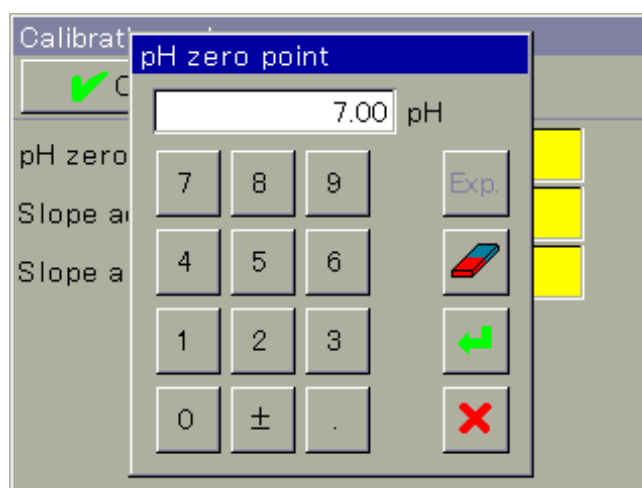 Calibrat
pH zero point
7.00 pH
pH zero
7 8 9 Exp.
Slope a
4 5 6
Slope a
1 2 3
0 ± .